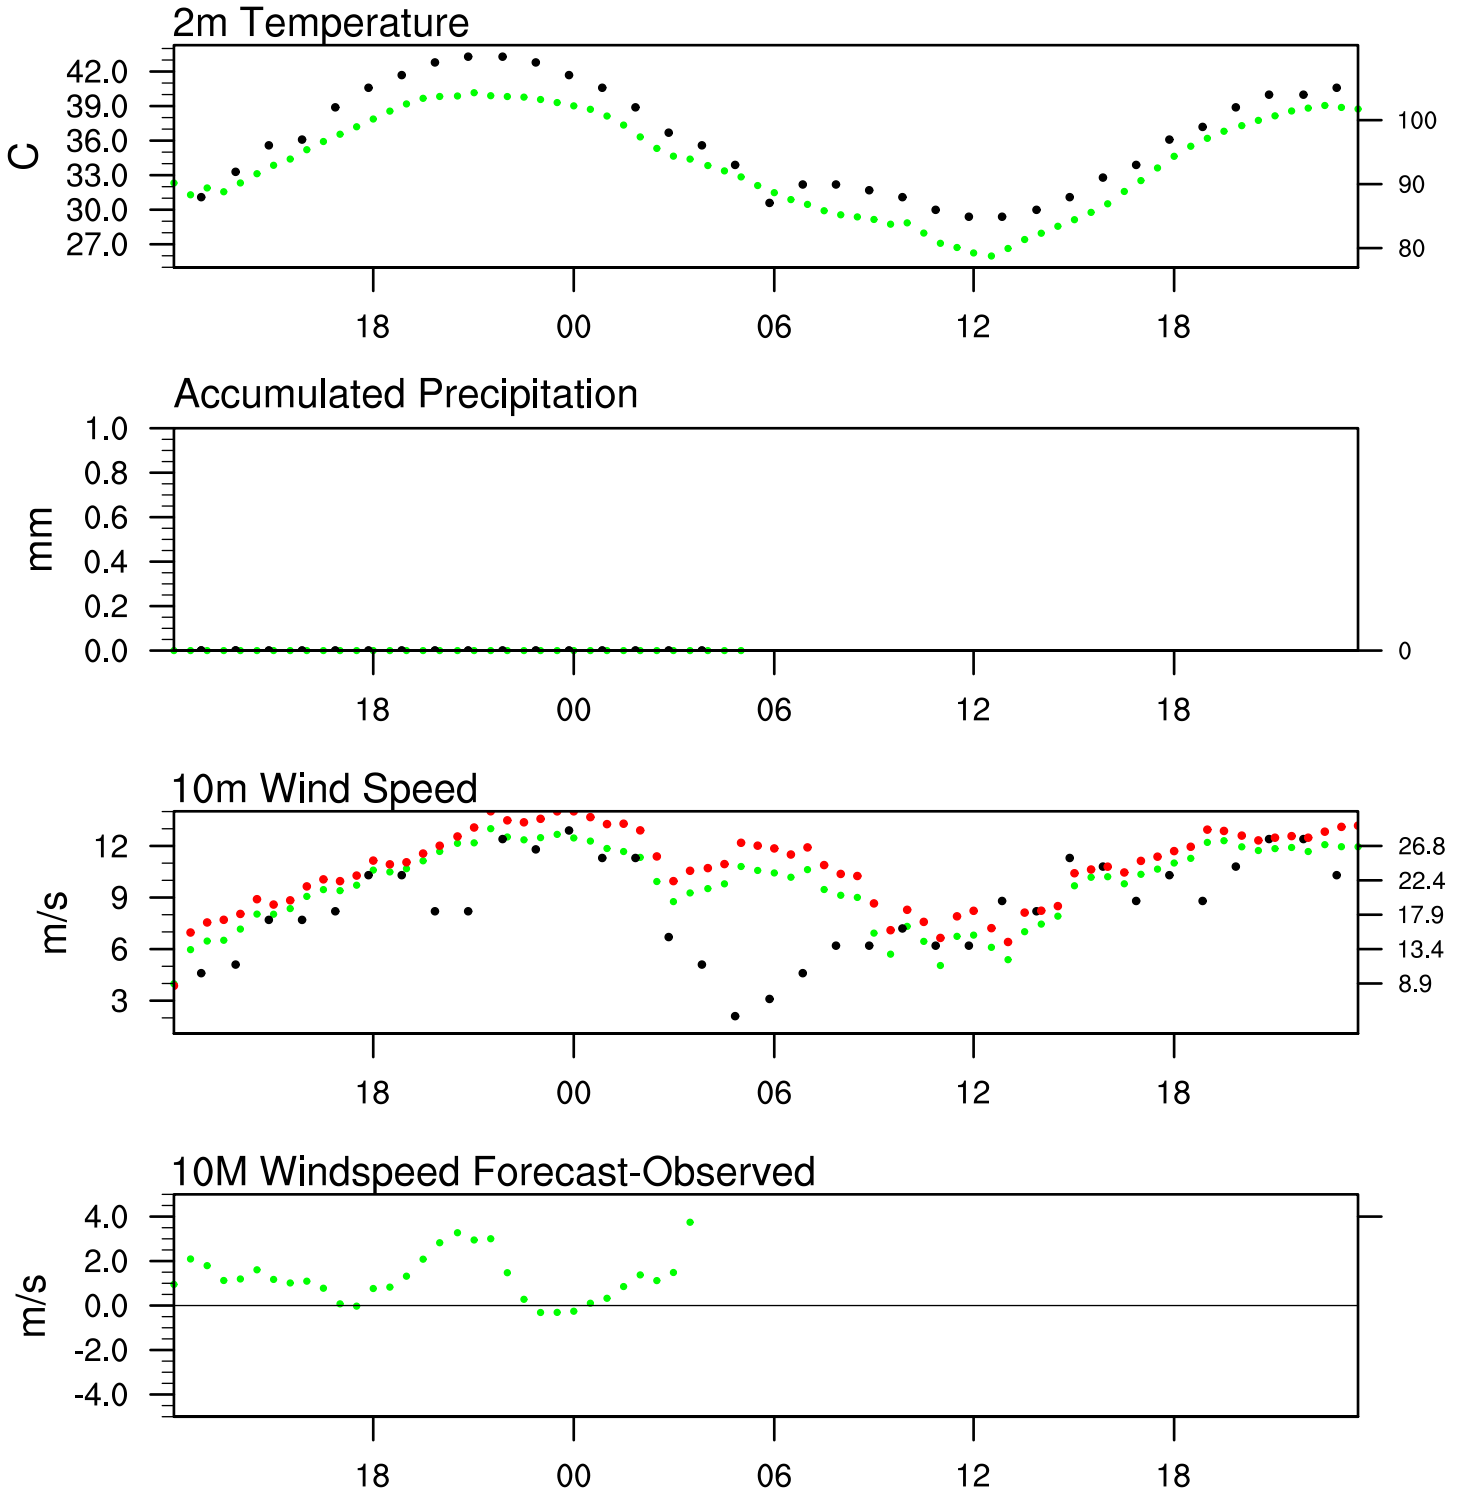 2m Temperature
42.0
39.0
36.0
33.0
30.0
27.0
C
100
90
80
18 00 06 12 18
Accumulated Precipitation
1.0
0.8
0.6
0.4
0.2
0.0
mm
0
18 00 06 12 18
10m Wind Speed
12
9
6
3
m/s
26.8
22.4
17.9
13.4
8.9
18 00 06 12 18
10M Windspeed Forecast-Observed
4.0
2.0
0.0
-2.0
-4.0
m/s
18 00 06 12 18